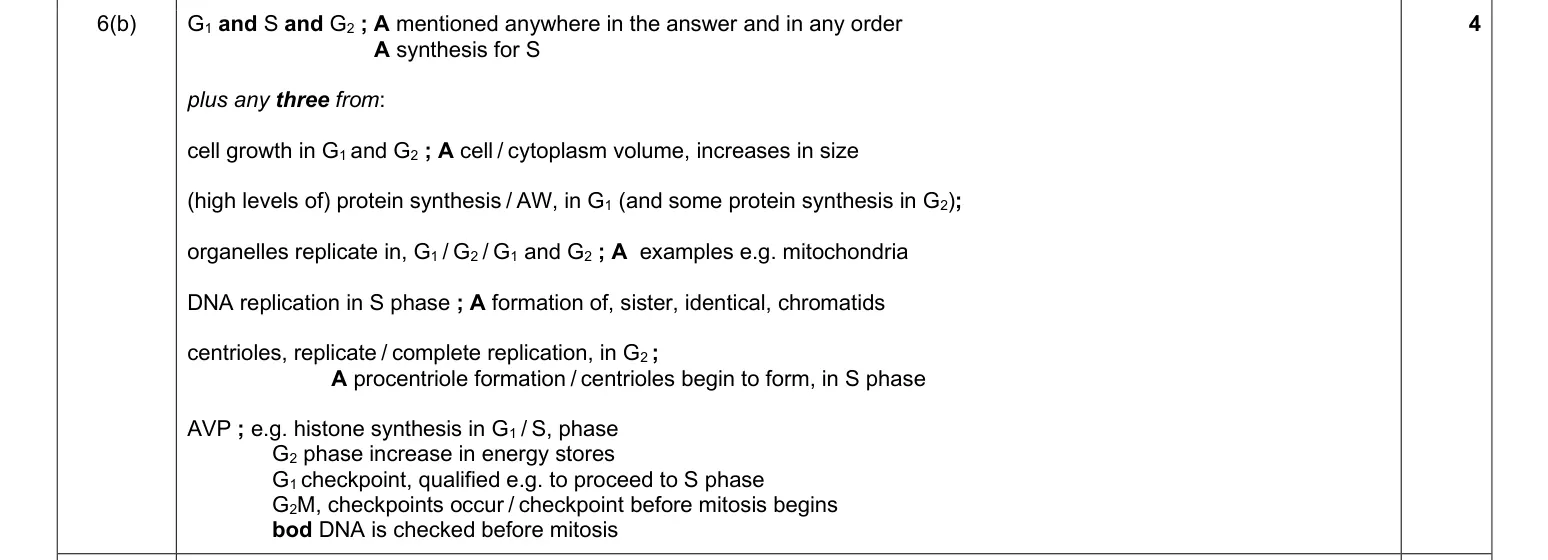 6(b) G1 and S and G2 ; A mentioned anywhere in the answer and in any order 4
A synthesis for S
plus any three from:
cell growth in G1 and G2 ; A cell / cytoplasm volume, increases in size
(high levels of) protein synthesis / AW, in G1 (and some protein synthesis in G2);
organelles replicate in, G1 / G2 / G1 and G2 ; A examples e.g. mitochondria
DNA replication in S phase ; A formation of, sister, identical, chromatids
centrioles, replicate / complete replication, in G2 ;
A procentriole formation / centrioles begin to form, in S phase
AVP ; e.g. histone synthesis in G1 / S, phase
G2 phase increase in energy stores
G1 checkpoint, qualified e.g. to proceed to S phase
G2M, checkpoints occur / checkpoint before mitosis begins
bod DNA is checked before mitosis